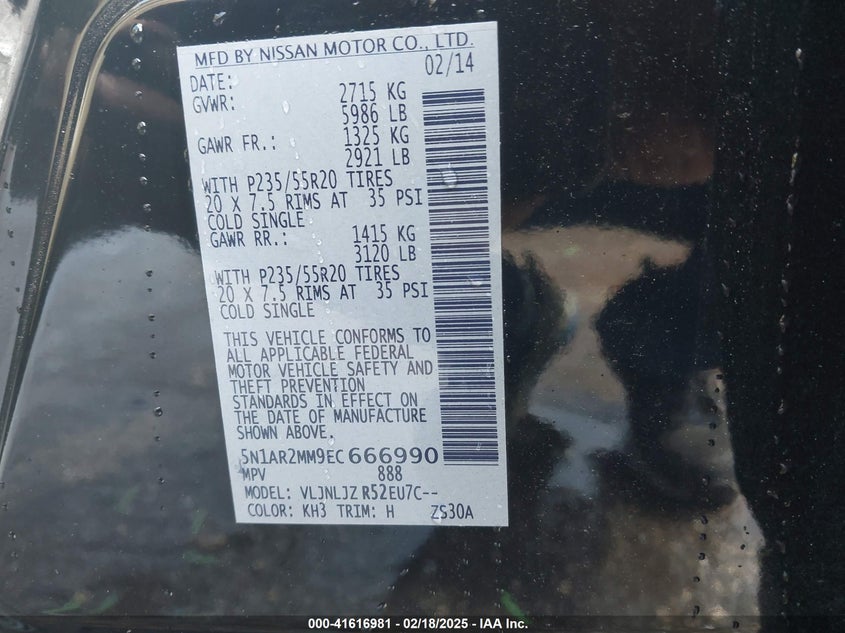 MFD BY NISSAN MOTOR CO., LTD.
DATE: 02/14
GVWR: 2715 KG
5986 LB
GAWR FR.: 1325 KG
2921 LB
WITH P235/55R20 TIRES
20 X 7.5 RIMS AT 35 PSI
COLD SINGLE
GAWR RR.: 1415 KG
3120 LB
WITH P235/55R20 TIRES
20 X 7.5 RIMS AT 35 PSI
COLD SINGLE
THIS VEHICLE CONFORMS TO
ALL APPLICABLE FEDERAL
MOTOR VEHICLE SAFETY AND
THEFT PREVENTION
STANDARDS IN EFFECT ON
THE DATE OF MANUFACTURE
SHOWN ABOVE.
5N1AR2MM9EC666990
MPV 888
MODEL: VLJNLJZ R52EU7C--
COLOR: KH3 TRIM: H ZS30A
000-41616981 - 02/18/2025 - IAA Inc.